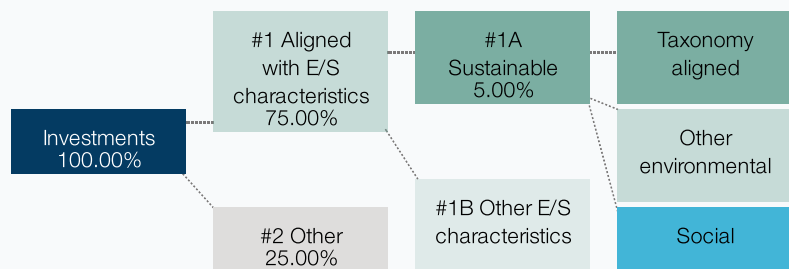 Investments
100.00%
#1 Aligned
with E/S
characteristics
75.00%
#2 Other
25.00%
#1A
Sustainable
5.00%
#1B Other E/S
characteristics
Taxonomy
aligned
Other
environmental
Social